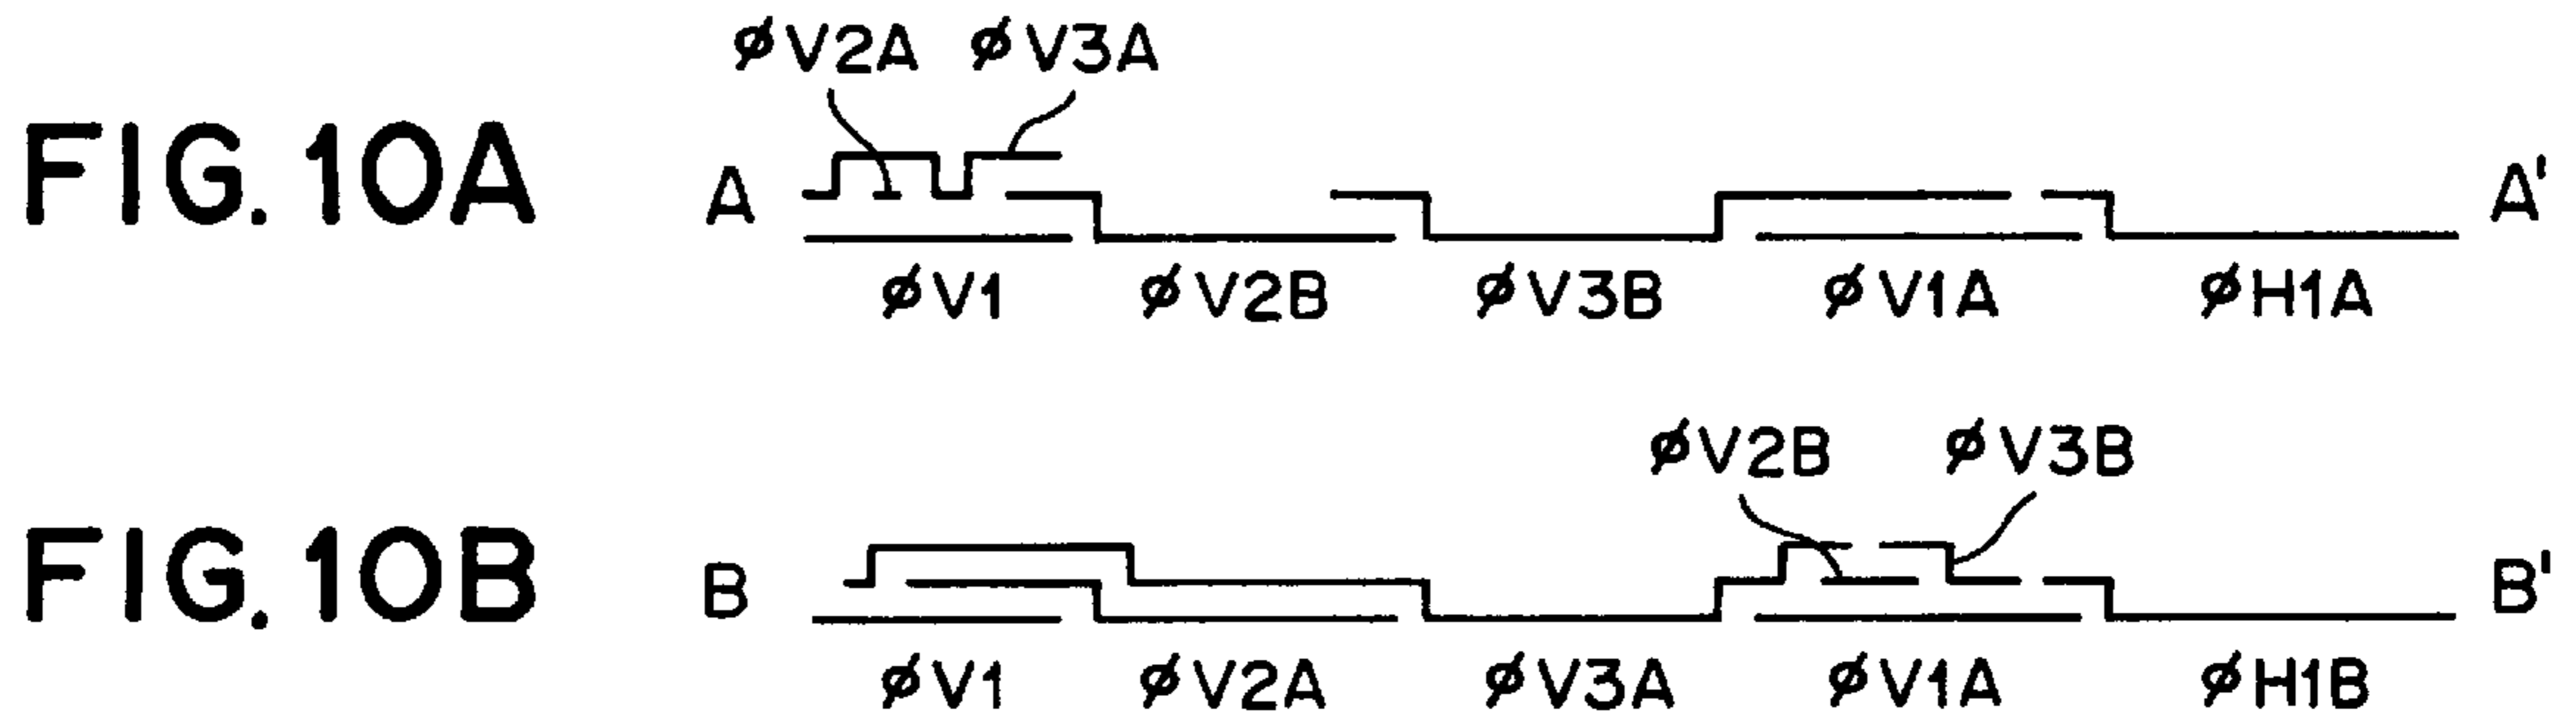 øV2A øV3A
FIG. 10A A A'
øV1 øV2B øV3B øV1A øH1A
øV2B øV3B
FIG. 10B B B'
øV1 øV2A øV3A øV1A øH1B